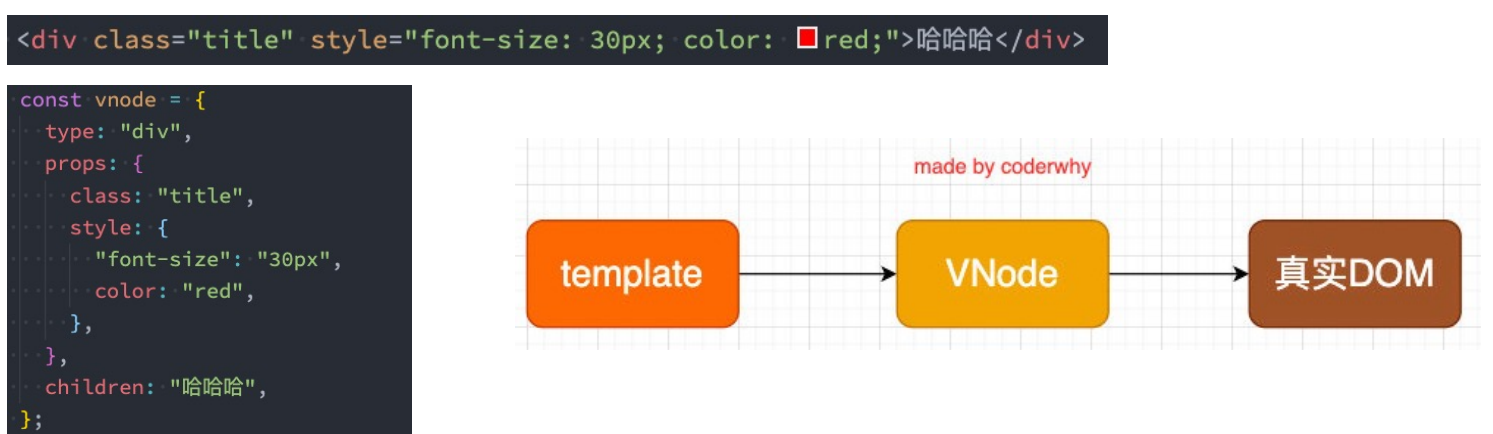 <div class="title" style="font-size: 30px; color: red;">哈哈哈</div>
const vnode = {
  type: "div",
  props: {
    class: "title",
    style: {
      "font-size": "30px",
      color: "red",
    },
  },
  children: "哈哈哈",
};
made by coderwhy
template
VNode
真实DOM